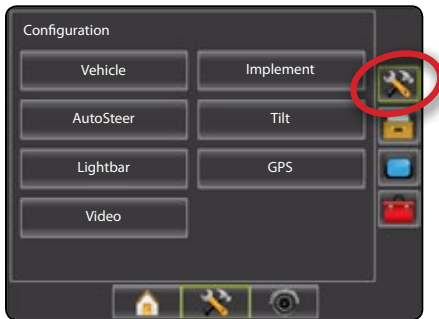 Configuration
Vehicle
Implement
AutoSteer
Tilt
Lightbar
GPS
Video